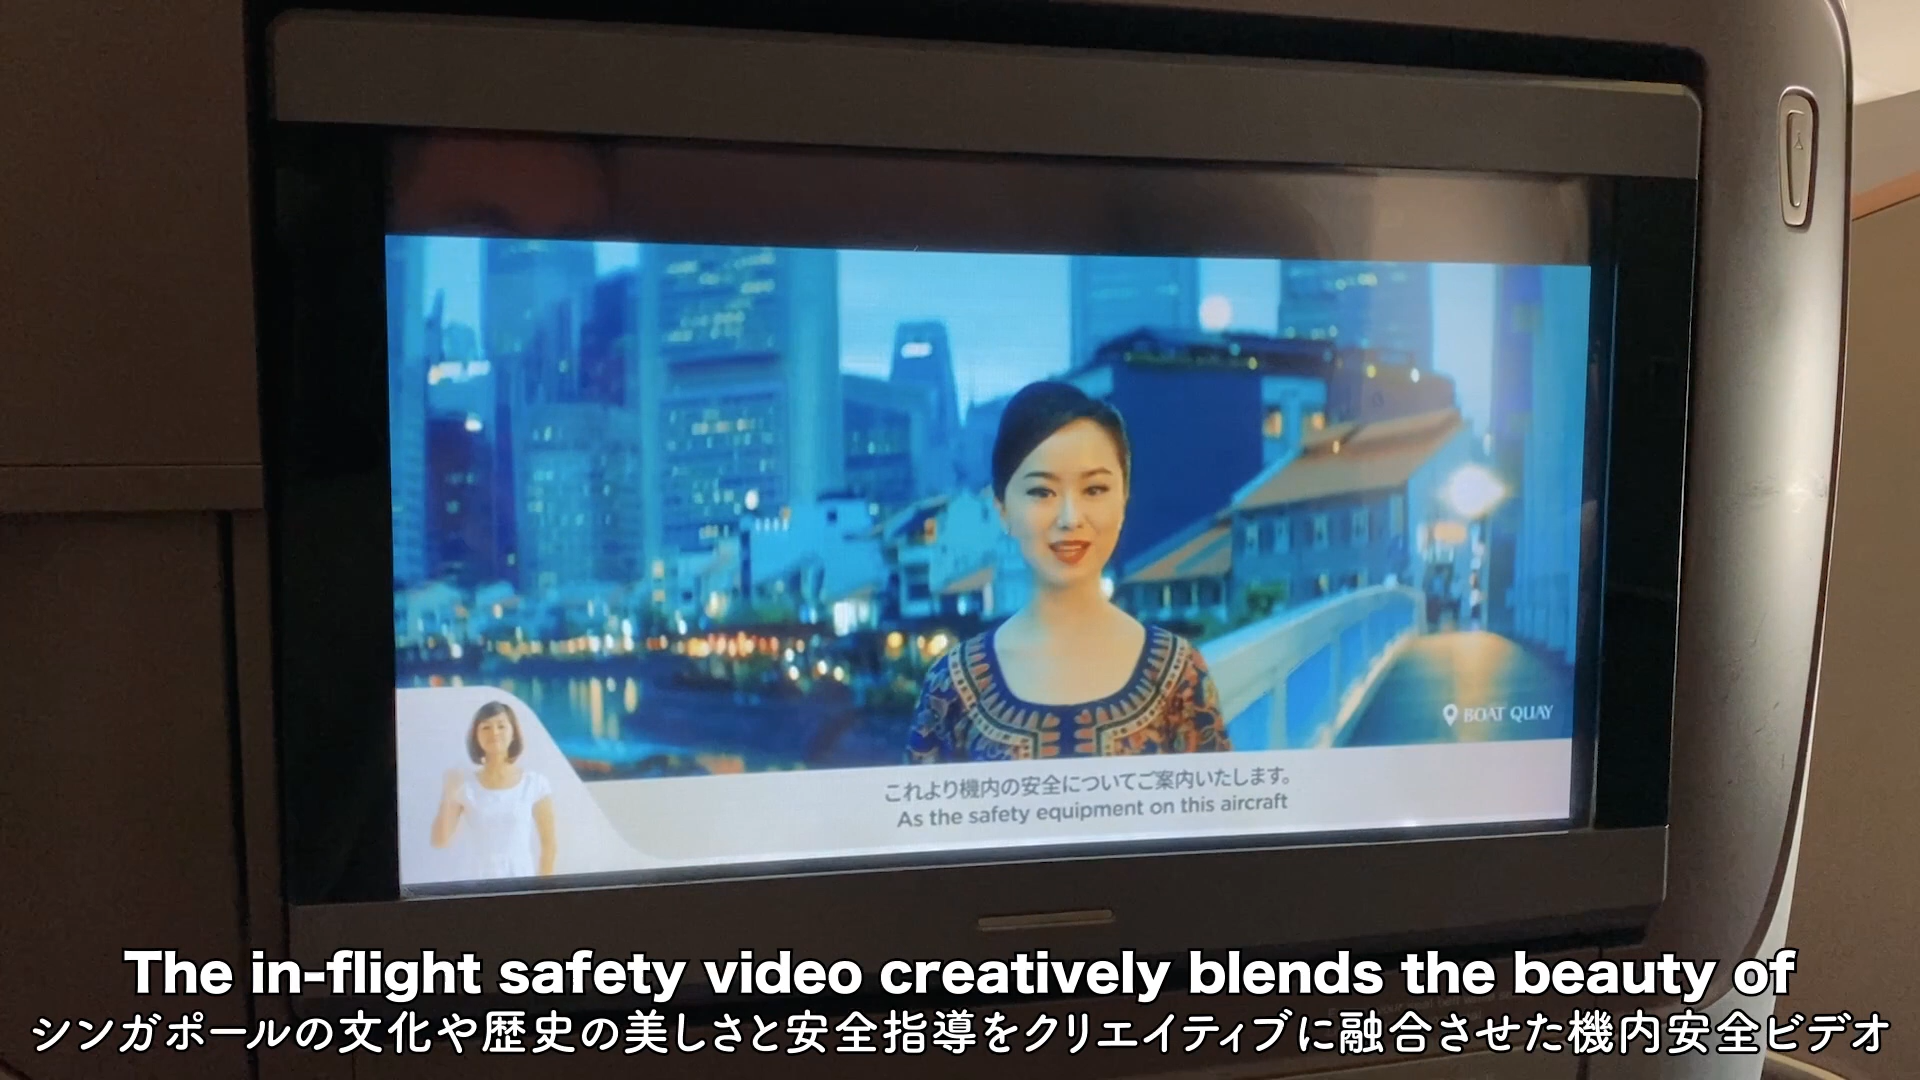 BOAT QUAY
これより機内の安全についてご案内いたします。
As the safety equipment on this aircraft
The in-flight safety video creatively blends the beauty of
シンガポールの文化や歴史の美しさと安全指導をクリエイティブに融合させた機内安全ビデオ